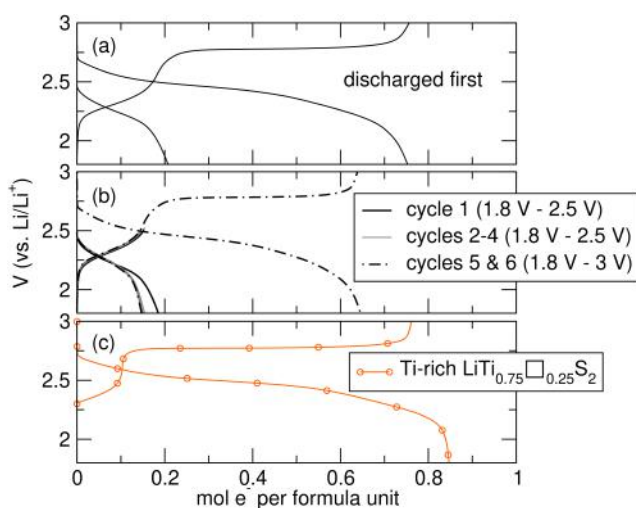 3
(a)
2.5
discharged first
2
3
(b)
cycle 1 (1.8 V - 2.5 V)
2.5
cycles 2-4 (1.8 V - 2.5 V)
V (vs. Li/Li⁺)
cycles 5 & 6 (1.8 V - 3 V)
2
3
(c)
Ti-rich LiTi₀.₇₅□₀.₂₅S₂
2.5
2
0 0.2 0.4 0.6 0.8 1
mol e⁻ per formula unit